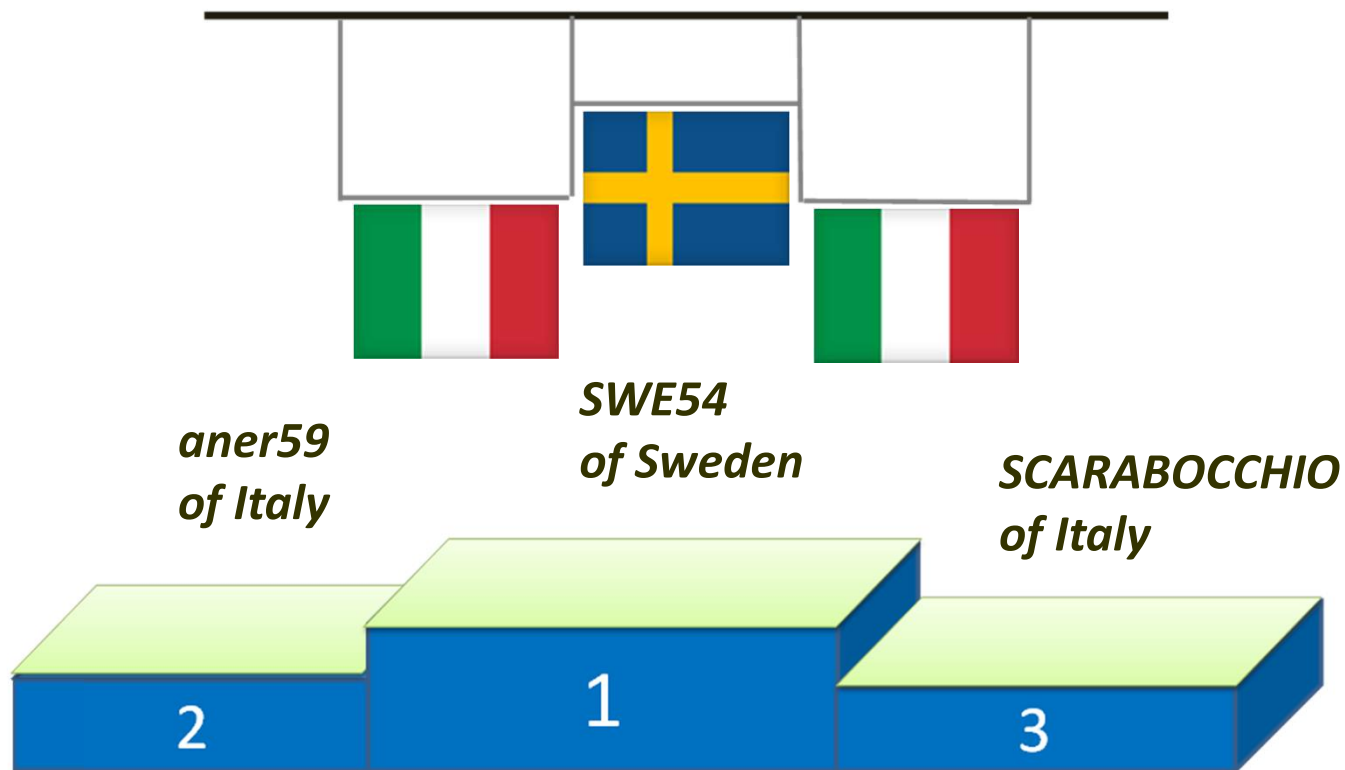 SWE54
of Sweden
aner59
of Italy
SCARABOCCHIO
of Italy
1
2
3